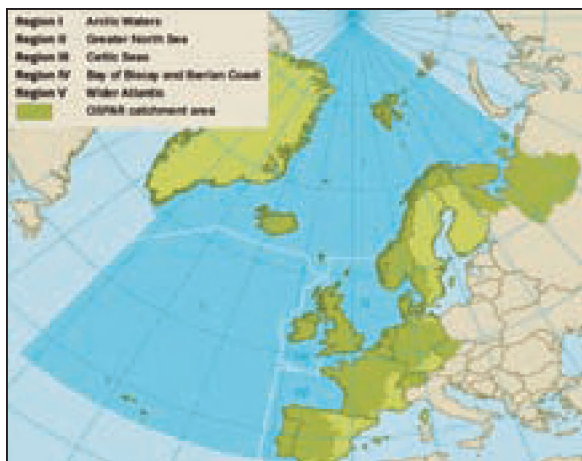 Region I Arctic Waters
Region II Greater North Sea
Region III Celtic Seas
Region IV Bay of Biscay and Iberian Coast
Region V Wider Atlantic
OSPAR catchment area